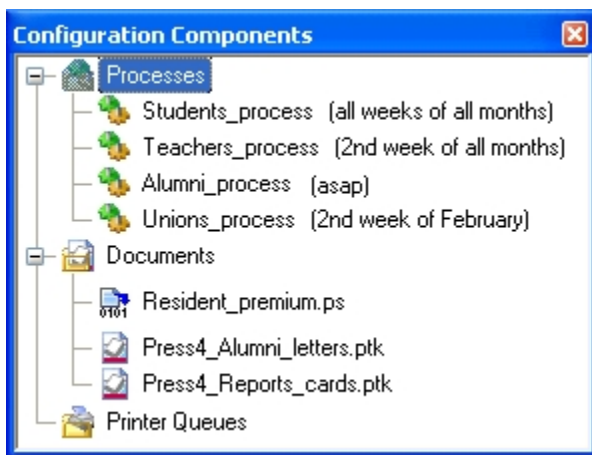 Configuration Components
Processes
Students_process (all weeks of all months)
Teachers_process (2nd week of all months)
Alumni_process (asap)
Unions_process (2nd week of February)
Documents
0101 Resident_premium.ps
Press4_Alumni_letters.ptk
Press4_Reports_cards.ptk
Printer Queues